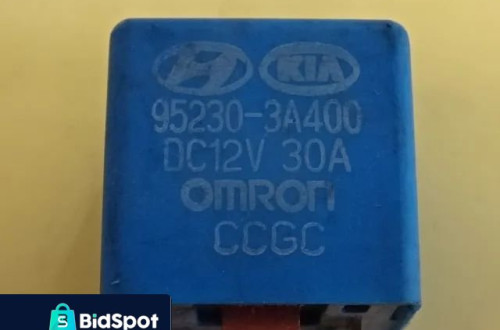 KIA
95230-3A400
DC12V 30A
OMRON
CCGC
BidSpot